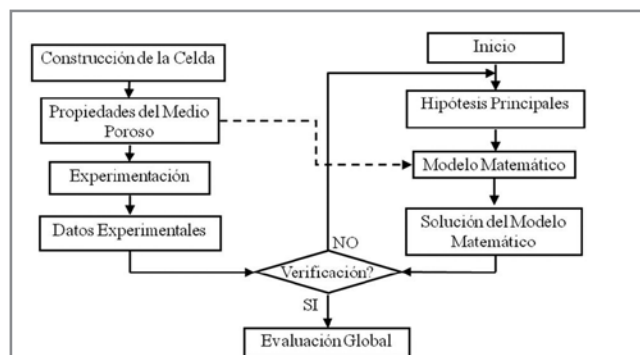 Construcción de la Celda
Propiedades del Medio
Poroso
Experimentación
Datos Experimentales
Inicio
Hipótesis Principales
Modelo Matemático
Solución del Modelo
Matemático
NO
Verificación?
SI
Evaluación Global